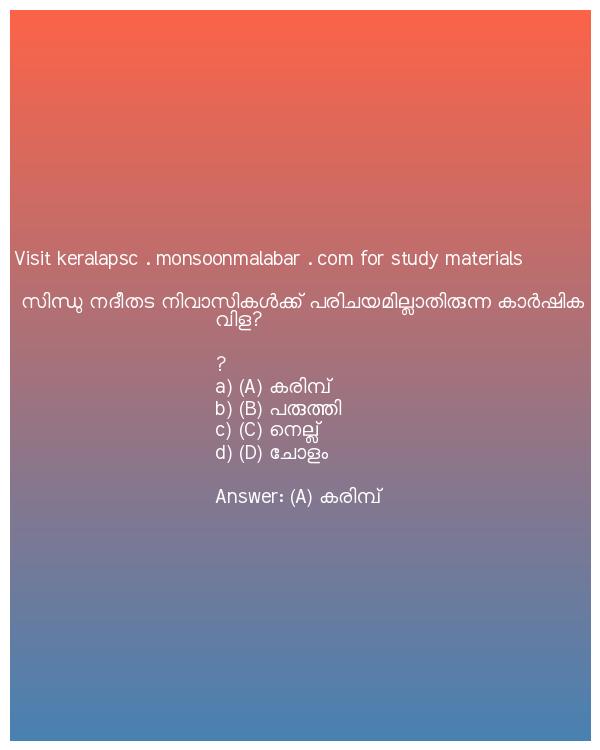 Visit keralapsc . monsoonmalabar . com for study materials
സിന്ധു നദീതട നിവാസികൾക്ക് പരിചയമില്ലാതിരുന്ന കാർഷിക
വിള?
?
a) (A) കരിമ്പ്
b) (B) പരുത്തി
c) (C) നെല്ല്
d) (D) ചോളം
Answer: (A) കരിമ്പ്